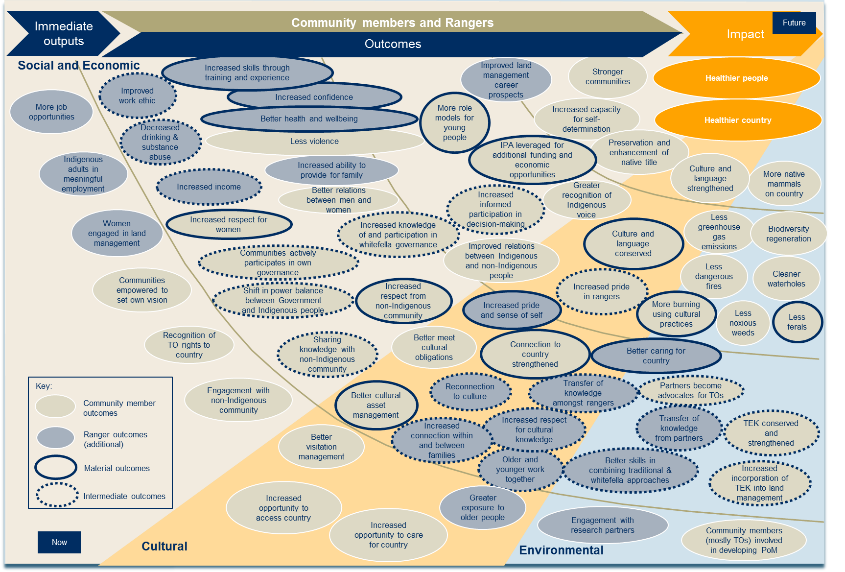 Immediate
outputs
Community members and Rangers
Outcomes
Impact
Future
Social and Economic
Increased skills through
training and experience
Improved
work ethic
Increased confidence
Better health and wellbeing
More job
opportunities
Decreased
drinking &
substance
abuse
Less violence
More role
models for
young
people
Improved land
management
career
prospects
Stronger
communities
Healthier people
Increased capacity
for self-
determination
Healthier country
IPA leveraged for
additional funding and
economic
opportunities
Preservation and
enhancement of
native title
Indigenous
adults in
meaningful
employment
Increased income
Increased ability to
provide for family
Better relations
between men and
women
Culture and
language
strengthened
More native
mammals
on country
Greater
recognition of
Indigenous
voice
Increased
informed
participation in
decision-making
Women
engaged in land
management
Increased respect for
women
Increased knowledge
of and participation in
whitefella governance
Culture and
language
conserved
Less
greenhouse
gas
emissions
Biodiversity
regeneration
Communities actively
participates in own
governance
Improved relations
between Indigenous
and non-Indigenous
people
Less
dangerous
fires
Cleaner
waterholes
Communities
empowered to
set own vision
Shift in power balance
between Government
and Indigenous people
Increased
respect from
non-Indigenous
community
Increased pride
and sense of self
Increased pride
in rangers
More burning
using cultural
practices
Less
noxious
weeds
Less
ferals
Recognition of
TO rights to
country
Sharing
knowledge with
non-Indigenous
community
Better meet
cultural
obligations
Connection to
country
strengthened
Better caring for
country
Key:
Community member
outcomes
Ranger outcomes
(additional)
Material outcomes
Intermediate outcomes
Engagement with
non-Indigenous
community
Better cultural
asset
management
Reconnection
to culture
Transfer of
knowledge
amongst rangers
Partners become
advocates for TOs
Better
visitation
management
Increased
connection within
and between
families
Increased respect
for cultural
knowledge
Transfer of
knowledge
from partners
TEK conserved
and
strengthened
Older and
younger work
together
Better skills in
combining traditional &
whitefella approaches
Increased
incorporation of
TEK into land
management
Increased
opportunity to
access country
Greater
exposure to
older people
Increased
opportunity to care
for country
Engagement with
research partners
Community members
(mostly TOs) involved
in developing PoM
Now
Cultural
Environmental